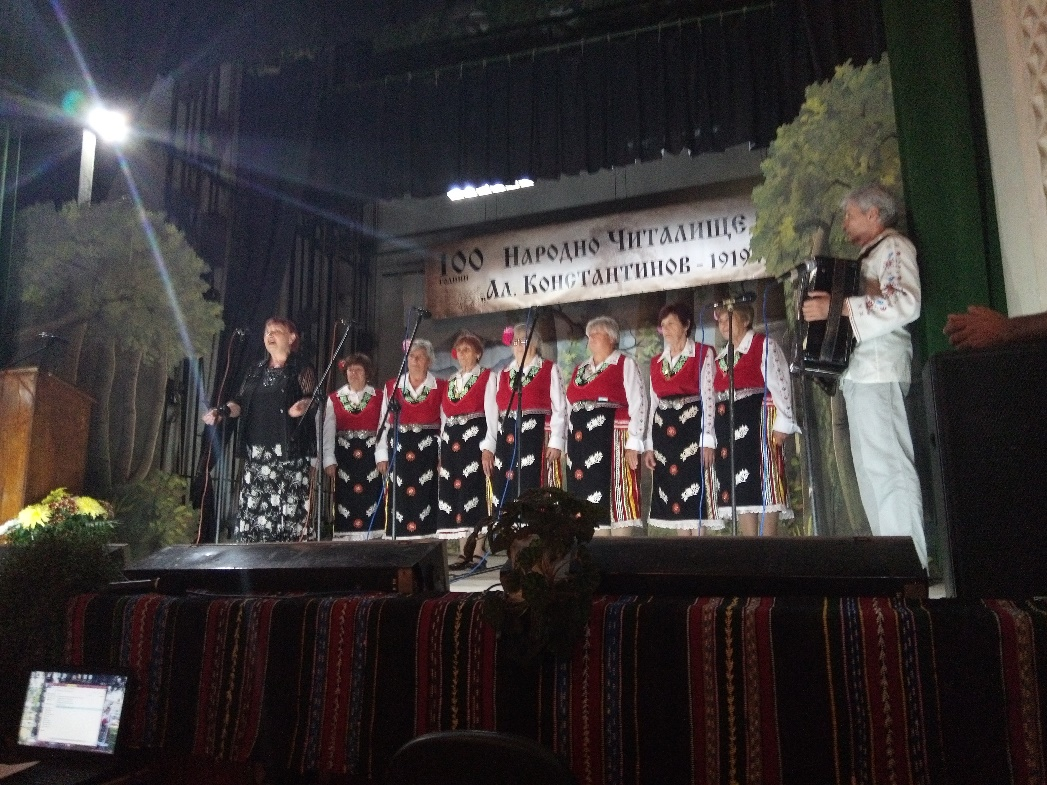 100 Народно Читалище
години
„Ал. Константинов - 1919"